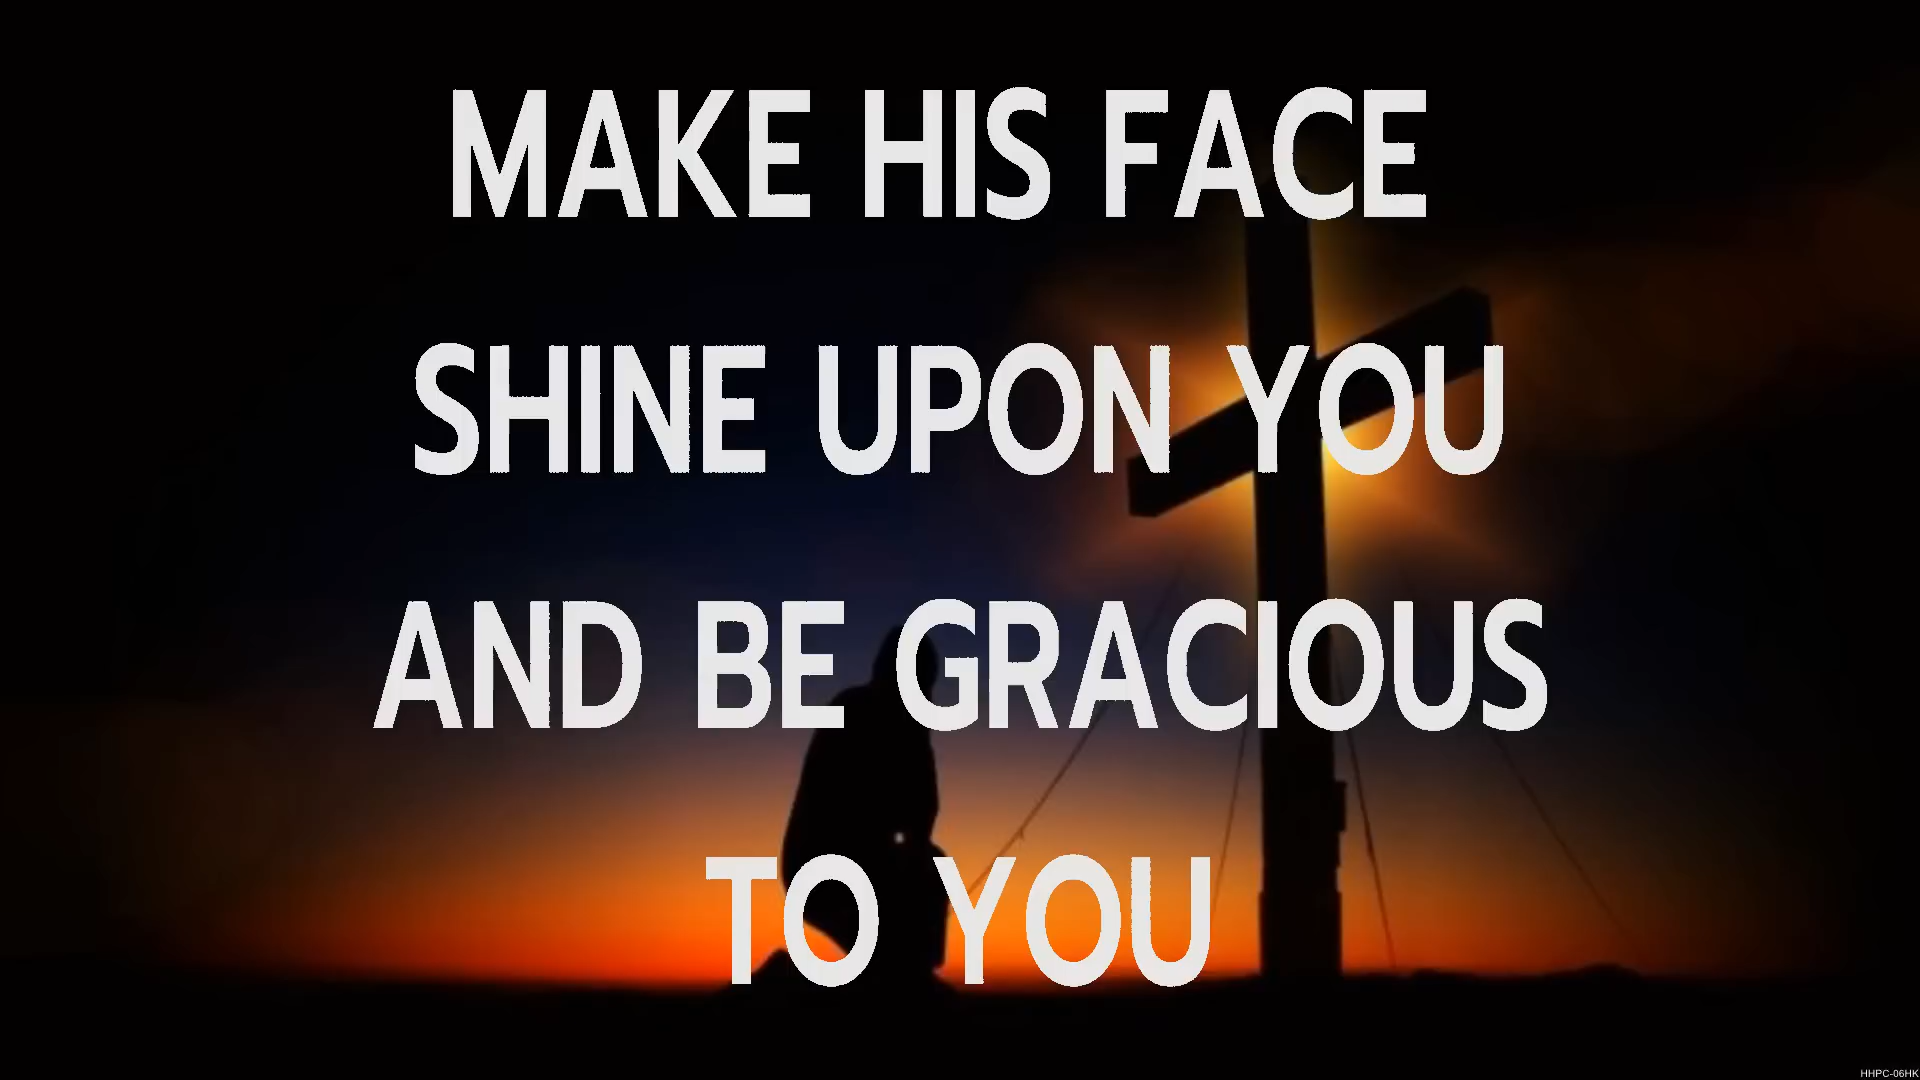 MAKE HIS FACE
SHINE UPON YOU
AND BE GRACIOUS
TO YOU
HHPC-06HK